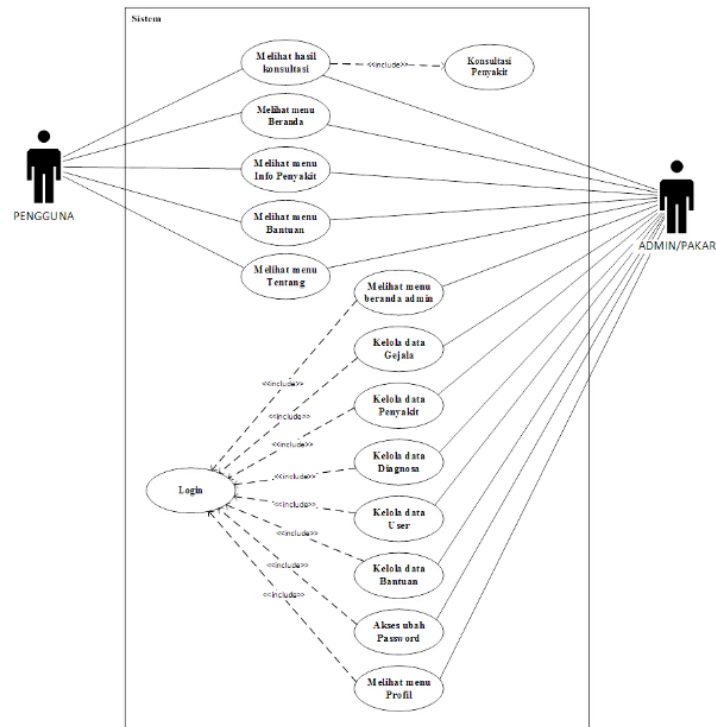 Sistem
Melihat hasil
konsultasi
<<include>>
Konsultasi
Penyakit
Melihat menu
Beranda
Melihat menu
Info Penyakit
PENGGUNA
Melihat menu
Bantuan
ADMIN/PAKAR
Melihat menu
Tentang
Melihat menu
beranda admin
Kelola data
Gejala
<<include>>
Kelola data
Penyakit
<<include>>
<<include>>
Kelola data
Diagnosa
<<include>>
Login
<<include>>
Kelola data
User
<<include>>
Kelola data
Bantuan
<<include>>
<<include>>
Akses ubah
Password
Melihat menu
Profil